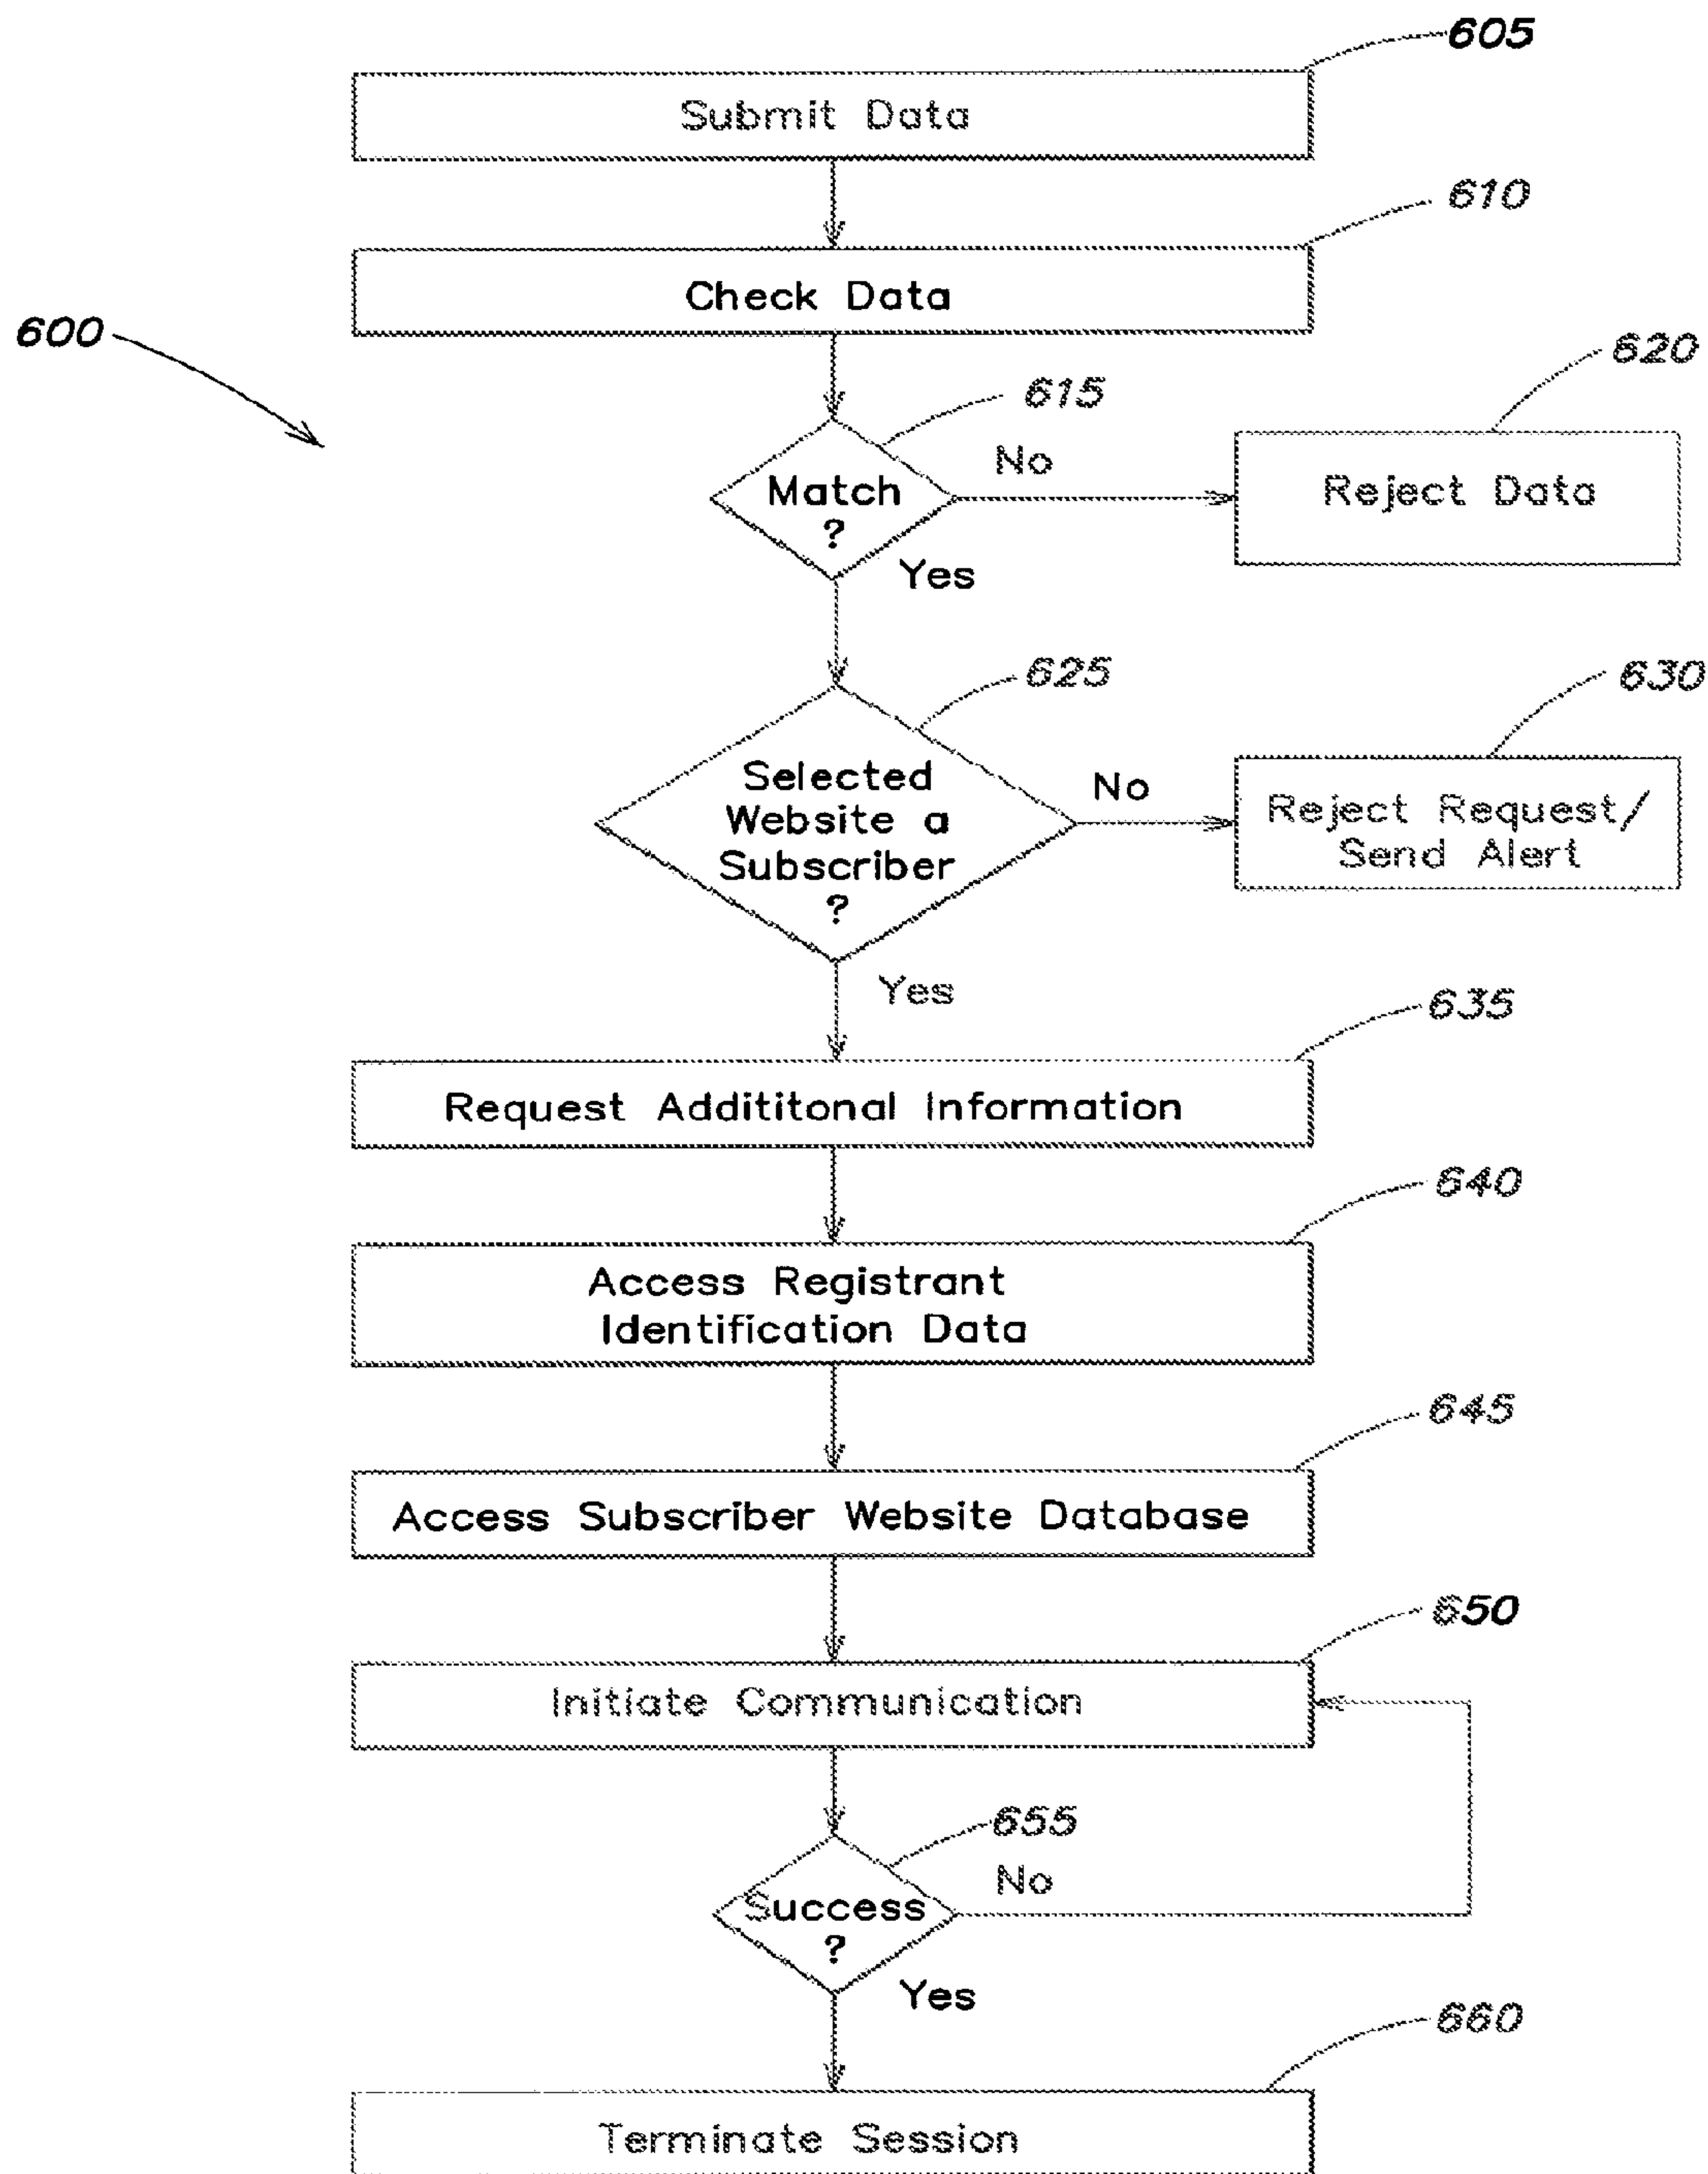 605
Submit Data
610
Check Data
600
615
620
Match
?
No
Reject Data
Yes
625
630
Selected
Website a
Subscriber
?
No
Reject Request/
Send Alert
Yes
635
Request Addititonal Information
640
Access Registrant
Identification Data
645
Access Subscriber Website Database
650
Initiate Communication
655
Success
?
No
Yes
660
Terminate Session